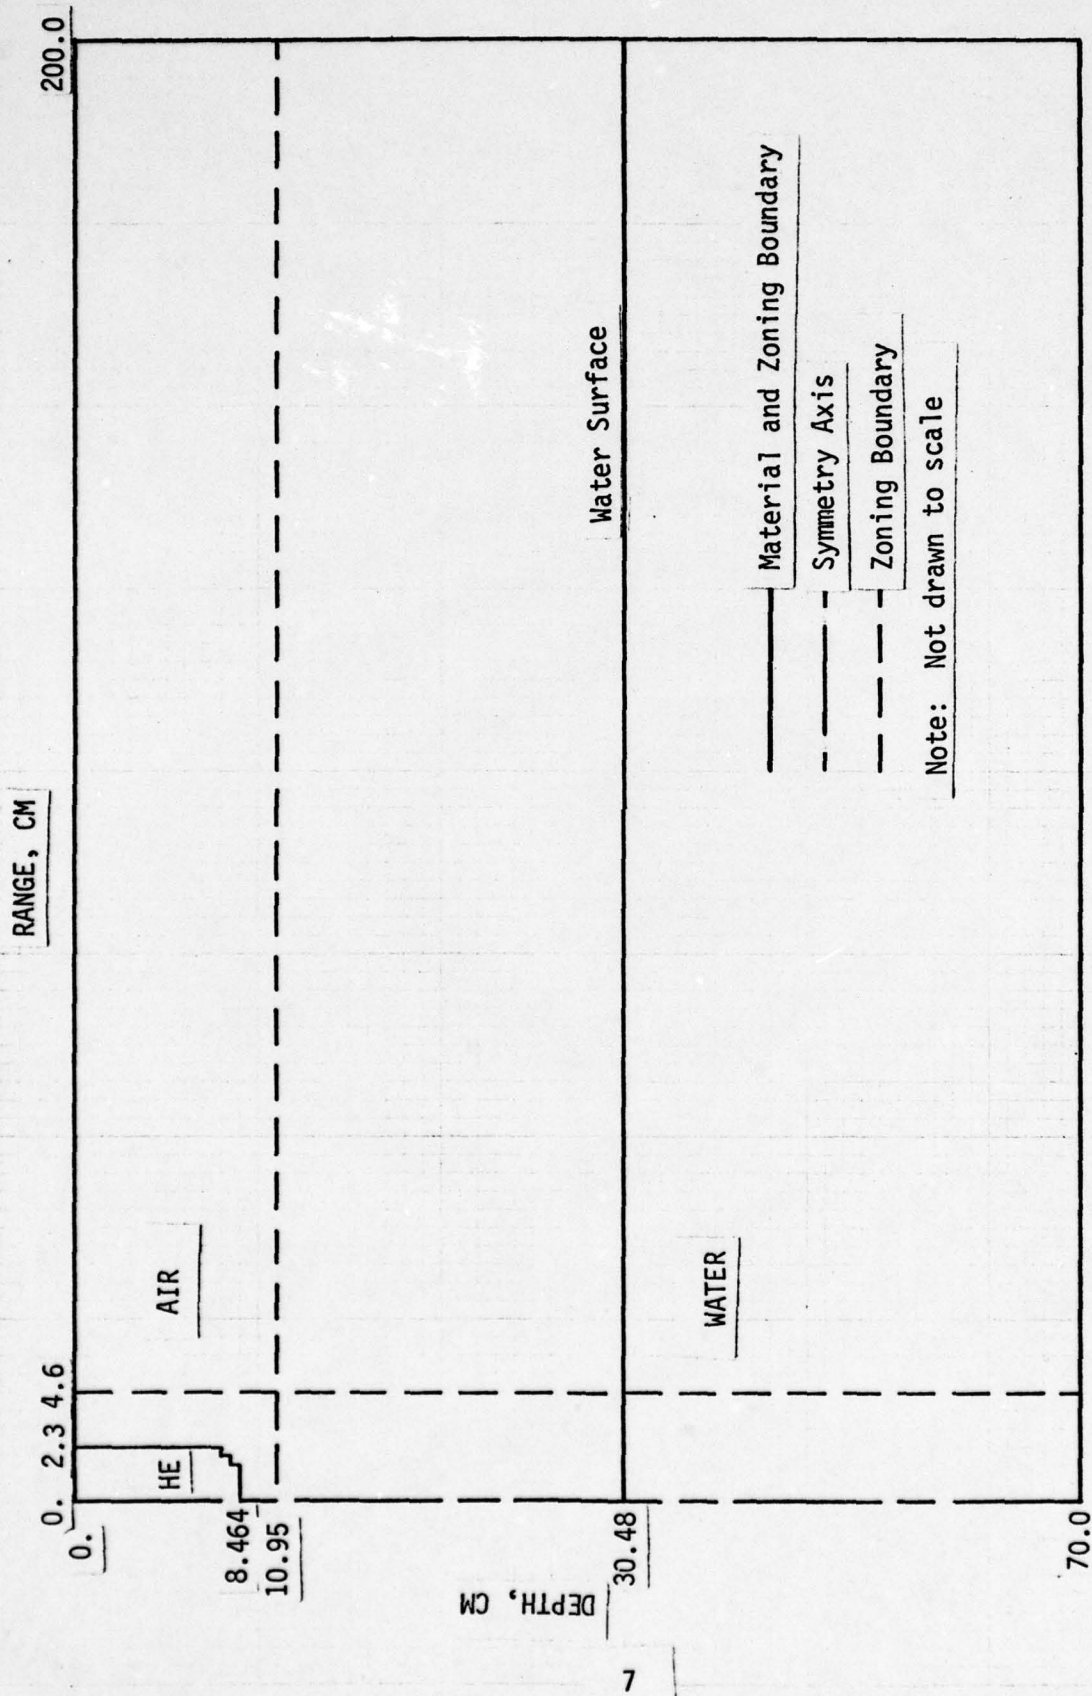 RANGE, CM
0. 2.3 4.6 200.0
0.
HE
AIR
8.464
10.95
DEPTH, CM
Water Surface
30.48
WATER
Material and Zoning Boundary
Symmetry Axis
Zoning Boundary
Note: Not drawn to scale
70.0
7